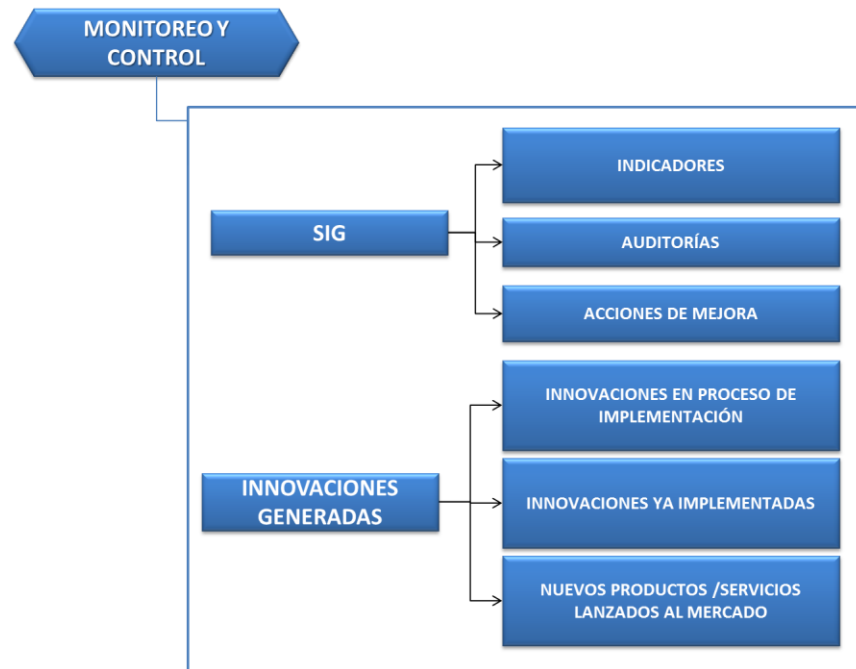 MONITOREO Y
CONTROL
INDICADORES
SIG
AUDITORÍAS
ACCIONES DE MEJORA
INNOVACIONES EN PROCESO DE
IMPLEMENTACIÓN
INNOVACIONES
GENERADAS
INNOVACIONES YA IMPLEMENTADAS
NUEVOS PRODUCTOS /SERVICIOS
LANZADOS AL MERCADO